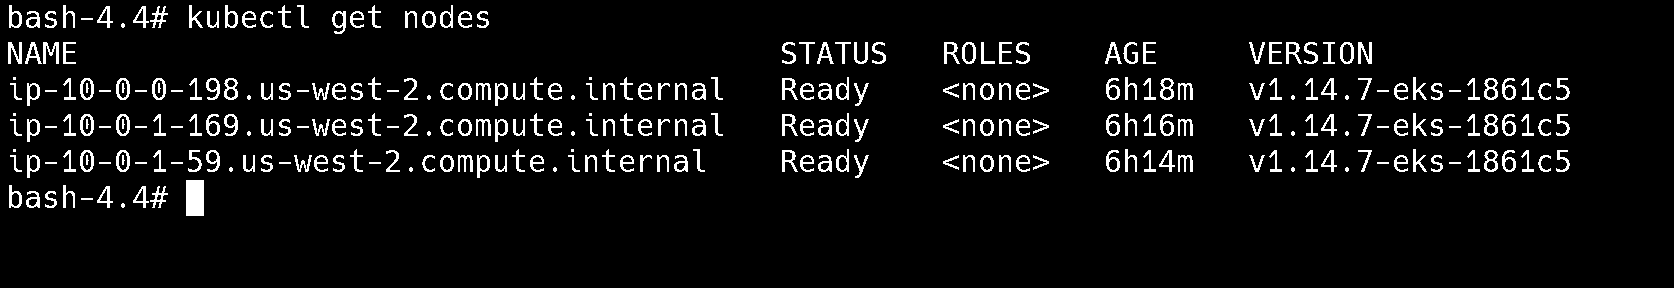 bash-4.4# kubectl get nodes
NAME                                       STATUS   ROLES    AGE     VERSION
ip-10-0-0-198.us-west-2.compute.internal   Ready    <none>   6h18m   v1.14.7-eks-1861c5
ip-10-0-1-169.us-west-2.compute.internal   Ready    <none>   6h16m   v1.14.7-eks-1861c5
ip-10-0-1-59.us-west-2.compute.internal    Ready    <none>   6h14m   v1.14.7-eks-1861c5
bash-4.4#